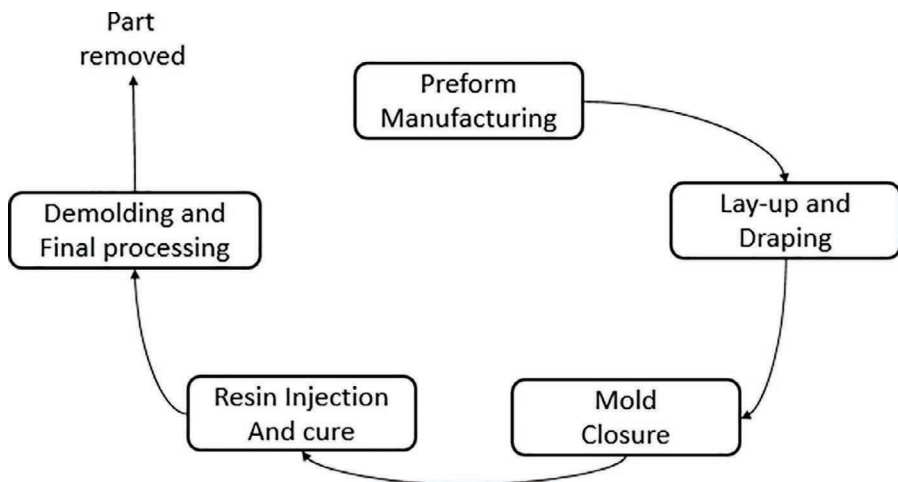 Part
removed
Preform
Manufacturing
Lay-up and
Draping
Mold
Closure
Resin Injection
And cure
Demolding and
Final processing